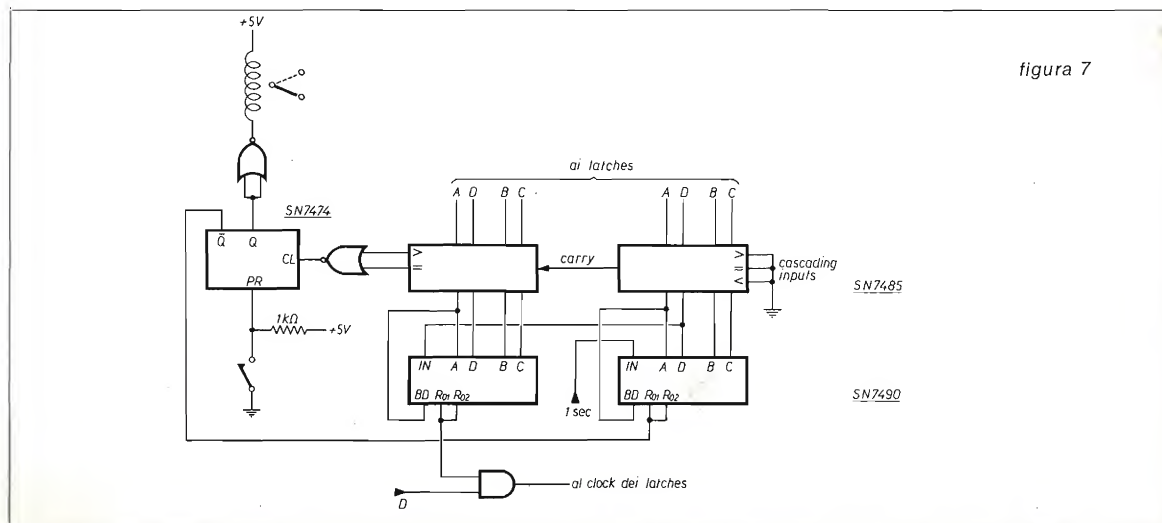 +5V
figura 7
ai latches
A D B C A D B C
SN7474
Q̅ Q
CL
PR
> =
carry
> = <
cascading
inputs
SN7485
1kΩ
+5V
IN A D B C
BD R01 R02
IN A D B C
BD R01 R02
SN7490
1 sec
D
al clock dei latches